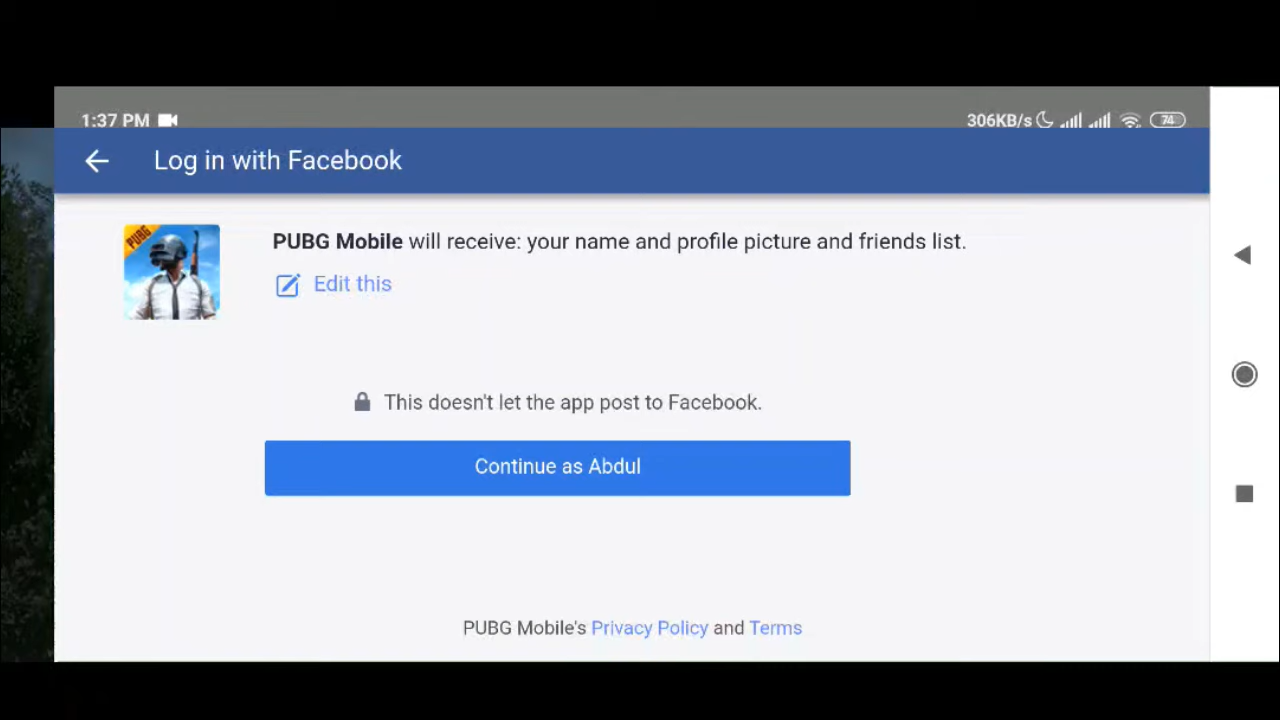 1:37 PM
306KB/s
74
Log in with Facebook
PUBG
PUBG Mobile will receive: your name and profile picture and friends list.
Edit this
This doesn't let the app post to Facebook.
Continue as Abdul
PUBG Mobile's Privacy Policy and Terms